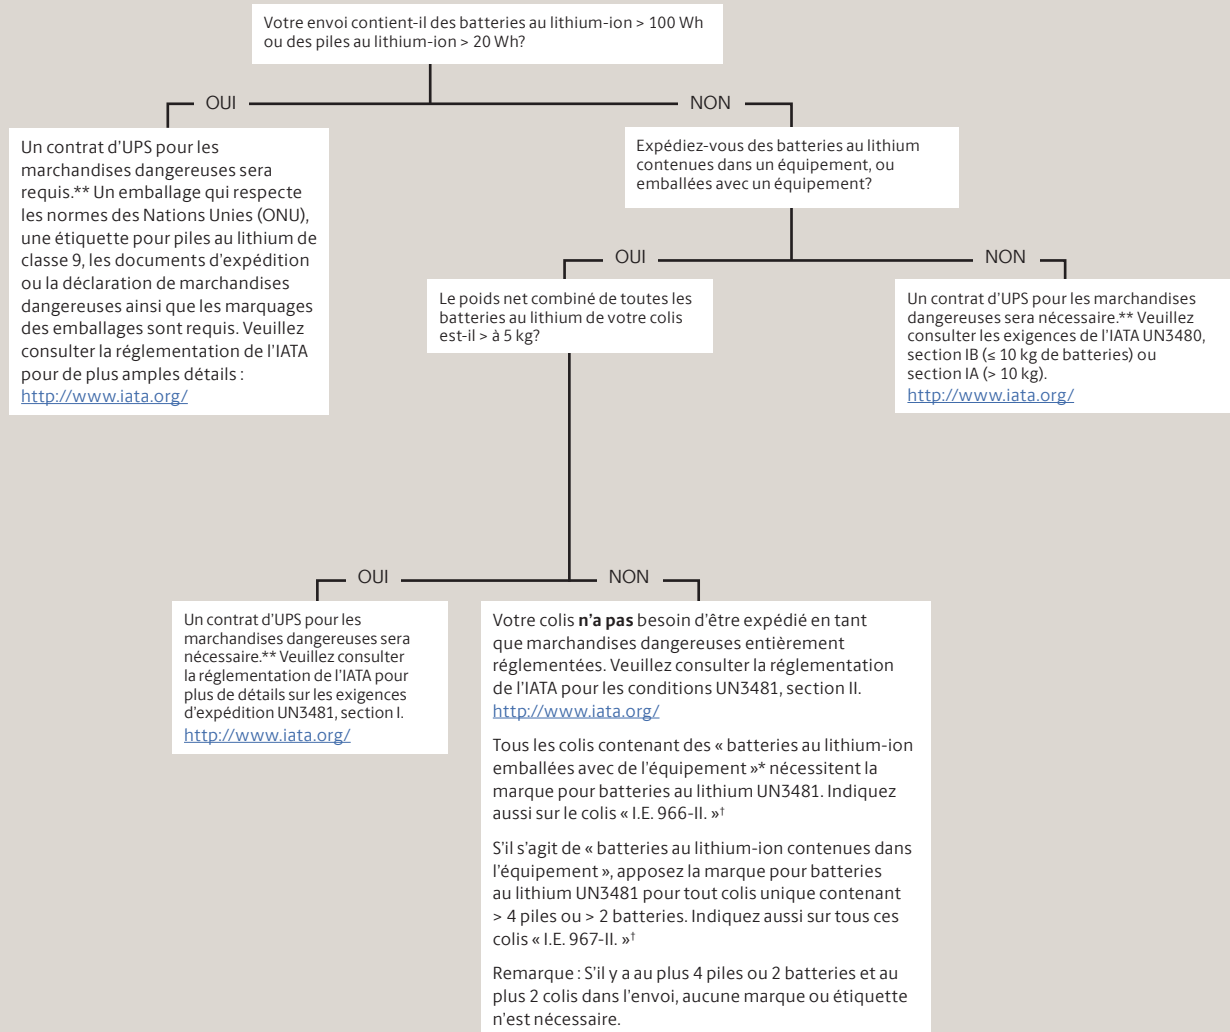 Votre envoi contient-il des batteries au lithium-ion > 100 Wh
ou des piles au lithium-ion > 20 Wh?
OUI
NON
Un contrat d'UPS pour les
marchandises dangereuses sera
requis.** Un emballage qui respecte
les normes des Nations Unies (ONU),
une étiquette pour piles au lithium de
classe 9, les documents d'expédition
ou la déclaration de marchandises
dangereuses ainsi que les marquages
des emballages sont requis. Veuillez
consulter la réglementation de l'IATA
pour de plus amples détails :
http://www.iata.org/
Expédiez-vous des batteries au lithium
contenues dans un équipement, ou
emballées avec un équipement?
OUI
NON
Le poids net combiné de toutes les
batteries au lithium de votre colis
est-il > à 5 kg?
Un contrat d'UPS pour les marchandises
dangereuses sera nécessaire.** Veuillez
consulter les exigences de l'IATA UN3480,
section IB (≤ 10 kg de batteries) ou
section IA (> 10 kg).
http://www.iata.org/
OUI
NON
Un contrat d'UPS pour les
marchandises dangereuses sera
nécessaire.** Veuillez consulter
la réglementation de l'IATA pour
plus de détails sur les exigences
d'expédition UN3481, section I.
http://www.iata.org/
Votre colis n'a pas besoin d'être expédié en tant
que marchandises dangereuses entièrement
réglementées. Veuillez consulter la réglementation
de l'IATA pour les conditions UN3481, section II.
http://www.iata.org/
Tous les colis contenant des « batteries au lithium-ion
emballées avec de l'équipement »* nécessitent la
marque pour batteries au lithium UN3481. Indiquez
aussi sur le colis « I.E. 966-II. »†
S'il s'agit de « batteries au lithium-ion contenues dans
l'équipement », apposez la marque pour batteries
au lithium UN3481 pour tout colis unique contenant
> 4 piles ou > 2 batteries. Indiquez aussi sur tous ces
colis « I.E. 967-II. »†
Remarque : S'il y a au plus 4 piles ou 2 batteries et au
plus 2 colis dans l'envoi, aucune marque ou étiquette
n'est nécessaire.